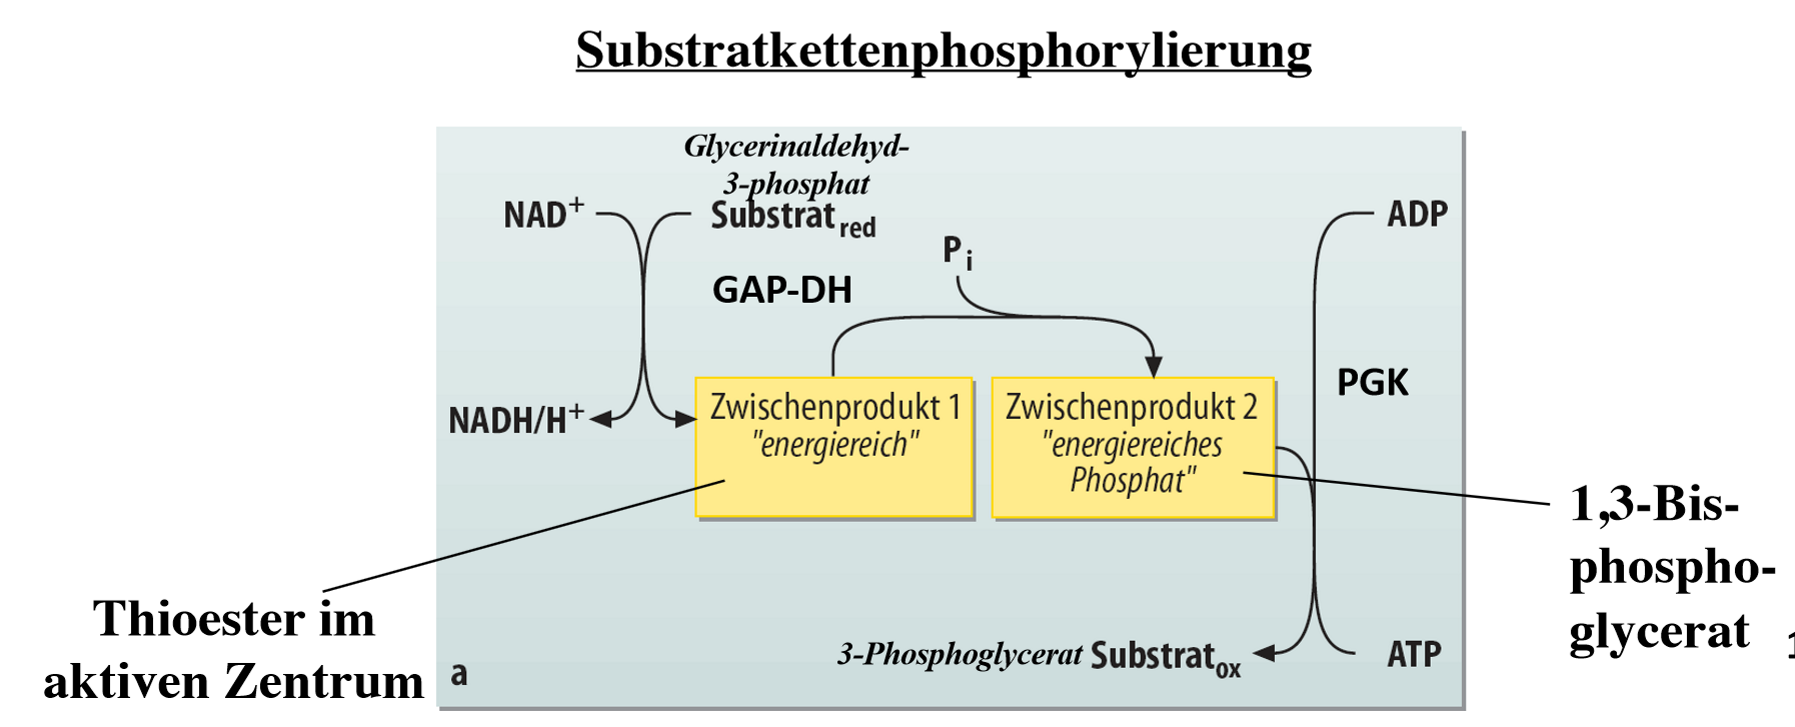 Substratkettenphosphorylierung
Glycerinaldehyd-
3-phosphat
NAD⁺
Substrat red
ADP
P i
GAP-DH
PGK
NADH/H⁺
Zwischenprodukt 1
"energiereich"
Zwischenprodukt 2
"energiereiches
Phosphat"
1,3-Bis-
phospho-
glycerat
Thioester im
aktiven Zentrum
3-Phosphoglycerat Substrat ox
ATP
a
1